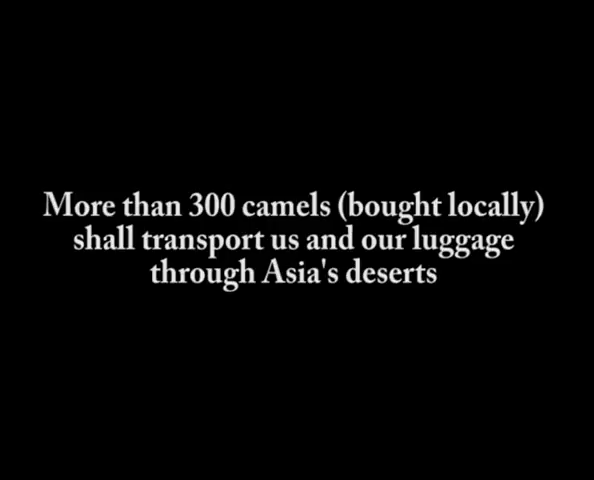 More than 300 camels (bought locally)
shall transport us and our luggage
through Asia's deserts